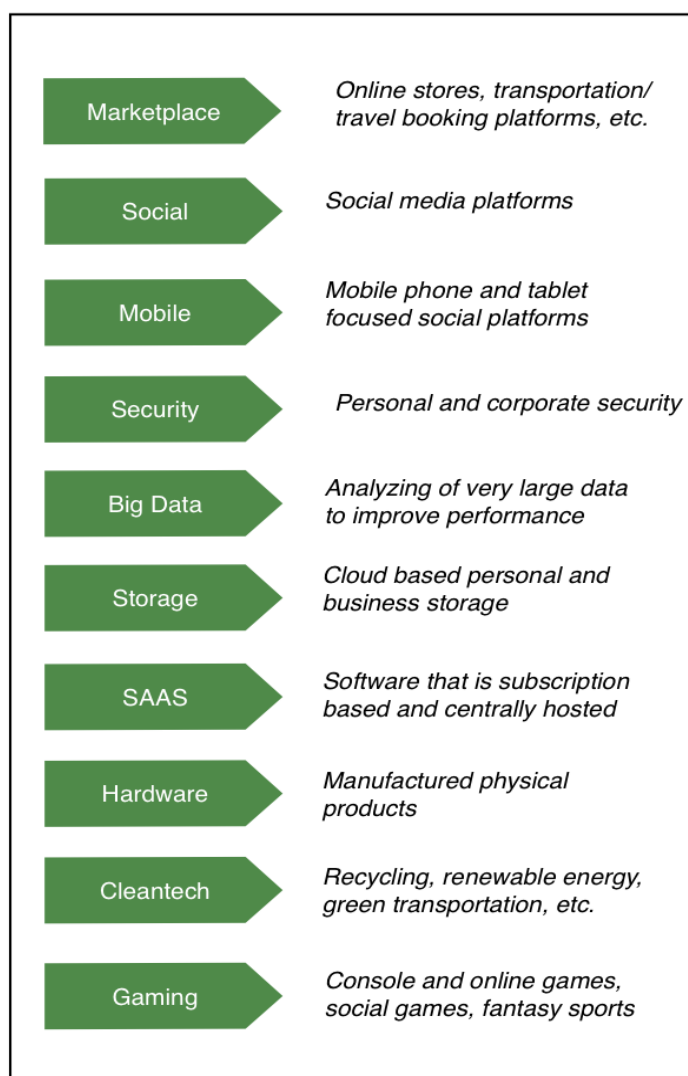 Marketplace
Online stores, transportation/
travel booking platforms, etc.
Social
Social media platforms
Mobile
Mobile phone and tablet
focused social platforms
Security
Personal and corporate security
Big Data
Analyzing of very large data
to improve performance
Storage
Cloud based personal and
business storage
SAAS
Software that is subscription
based and centrally hosted
Hardware
Manufactured physical
products
Cleantech
Recycling, renewable energy,
green transportation, etc.
Gaming
Console and online games,
social games, fantasy sports